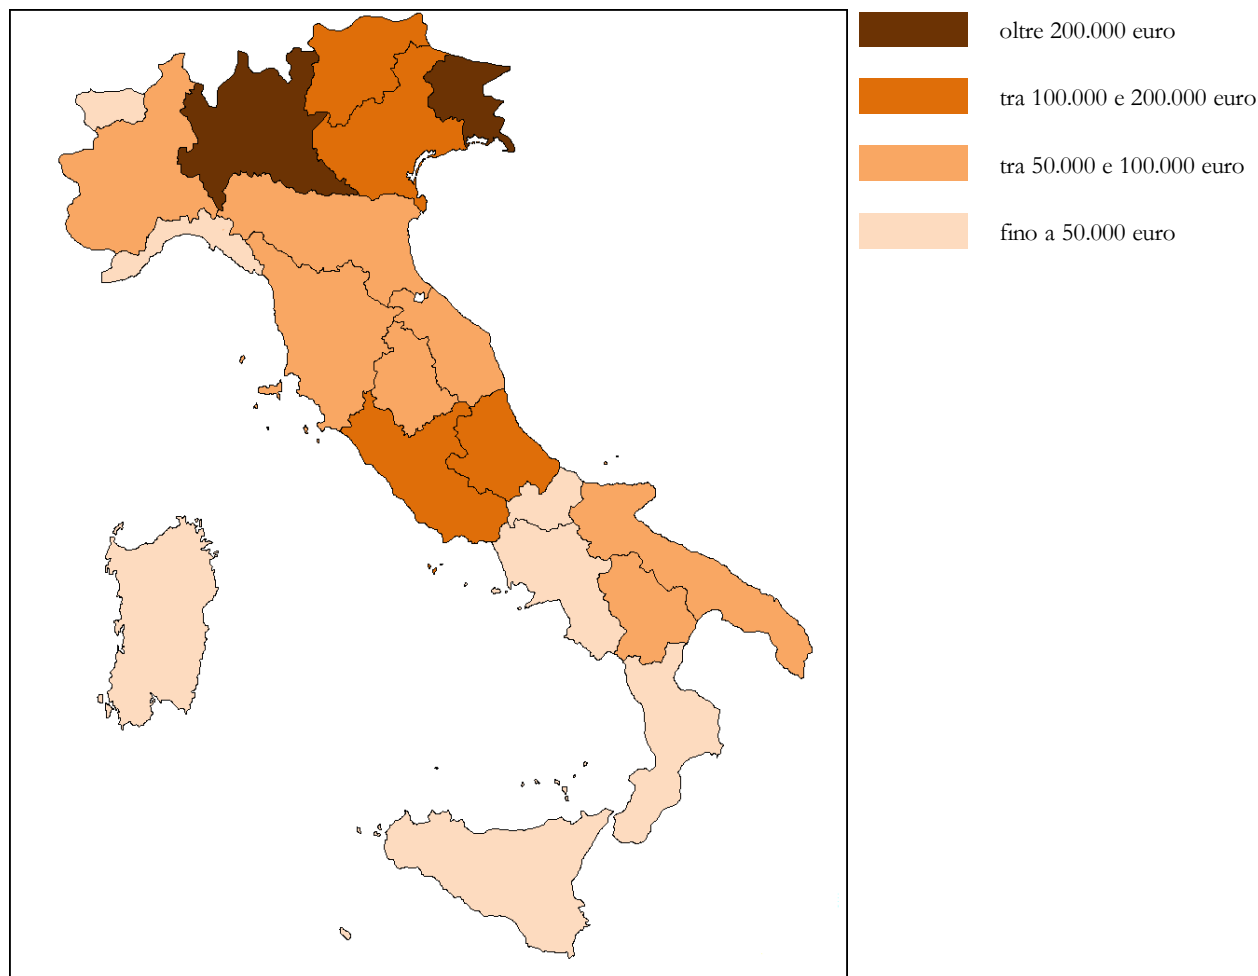 oltre 200.000 euro
tra 100.000 e 200.000 euro
tra 50.000 e 100.000 euro
fino a 50.000 euro